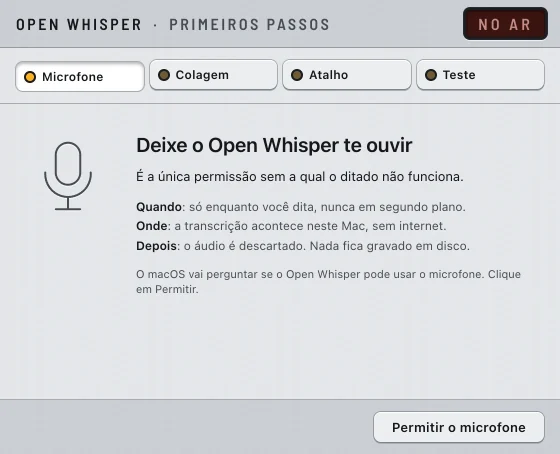 OPEN WHISPER · PRIMEIROS PASSOS
NO AR
Microfone
Colagem
Atalho
Teste
Deixe o Open Whisper te ouvir
É a única permissão sem a qual o ditado não funciona.
Quando: só enquanto você dita, nunca em segundo plano.
Onde: a transcrição acontece neste Mac, sem internet.
Depois: o áudio é descartado. Nada fica gravado em disco.
O macOS vai perguntar se o Open Whisper pode usar o microfone. Clique
em Permitir.
Permitir o microfone